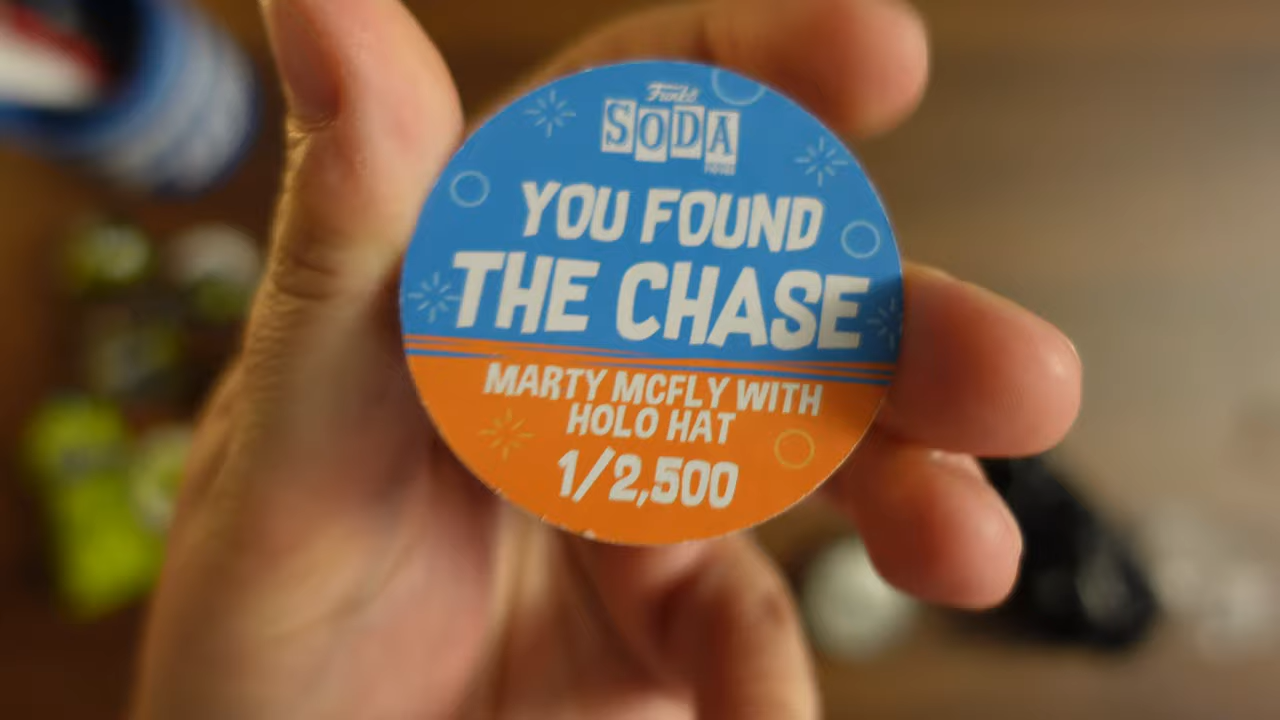 Funko
SODA
YOU FOUND
THE CHASE
MARTY MCFLY WITH
HOLO HAT
1/2,500